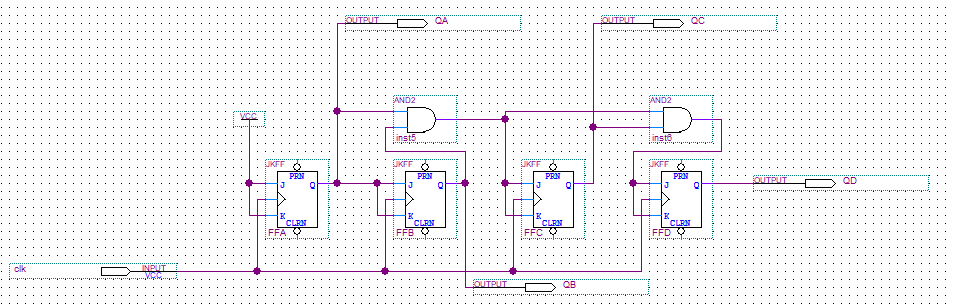 OUTPUT QA
OUTPUT QC
AND2
AND2
VCC
inst5
inst6
JKFF
JKFF
JKFF
JKFF
PRN
PRN
PRN
PRN
J Q
J Q
J Q
J Q
OUTPUT QD
K
K
K
K
CLRN
CLRN
CLRN
CLRN
FFA
FFB
FFC
FFD
clk INPUT
VCC
OUTPUT QB